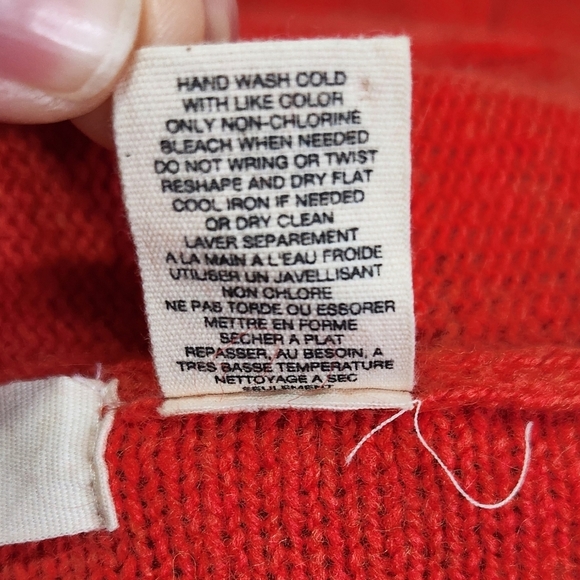 HAND WASH COLD
WITH LIKE COLOR
ONLY NON-CHLORINE
BLEACH WHEN NEEDED
DO NOT WRING OR TWIST
RESHAPE AND DRY FLAT
COOL IRON IF NEEDED
OR DRY CLEAN
LAVER SEPAREMENT
A LA MAIN A L'EAU FROIDE
UTILISER UN JAVELLISANT
NON CHLORE
NE PAS TORDE OU ESSORER
METTRE EN FORME
SECHER A PLAT
REPASSER, AU BESOIN, A
TRES BASSE TEMPERATURE
NETTOYAGE A SEC
SEULEMENT